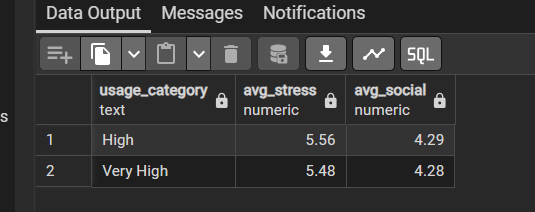 Data Output Messages Notifications
SQL
usage_category avg_stress avg_social
text numeric numeric
s
1 High 5.56 4.29
2 Very High 5.48 4.28